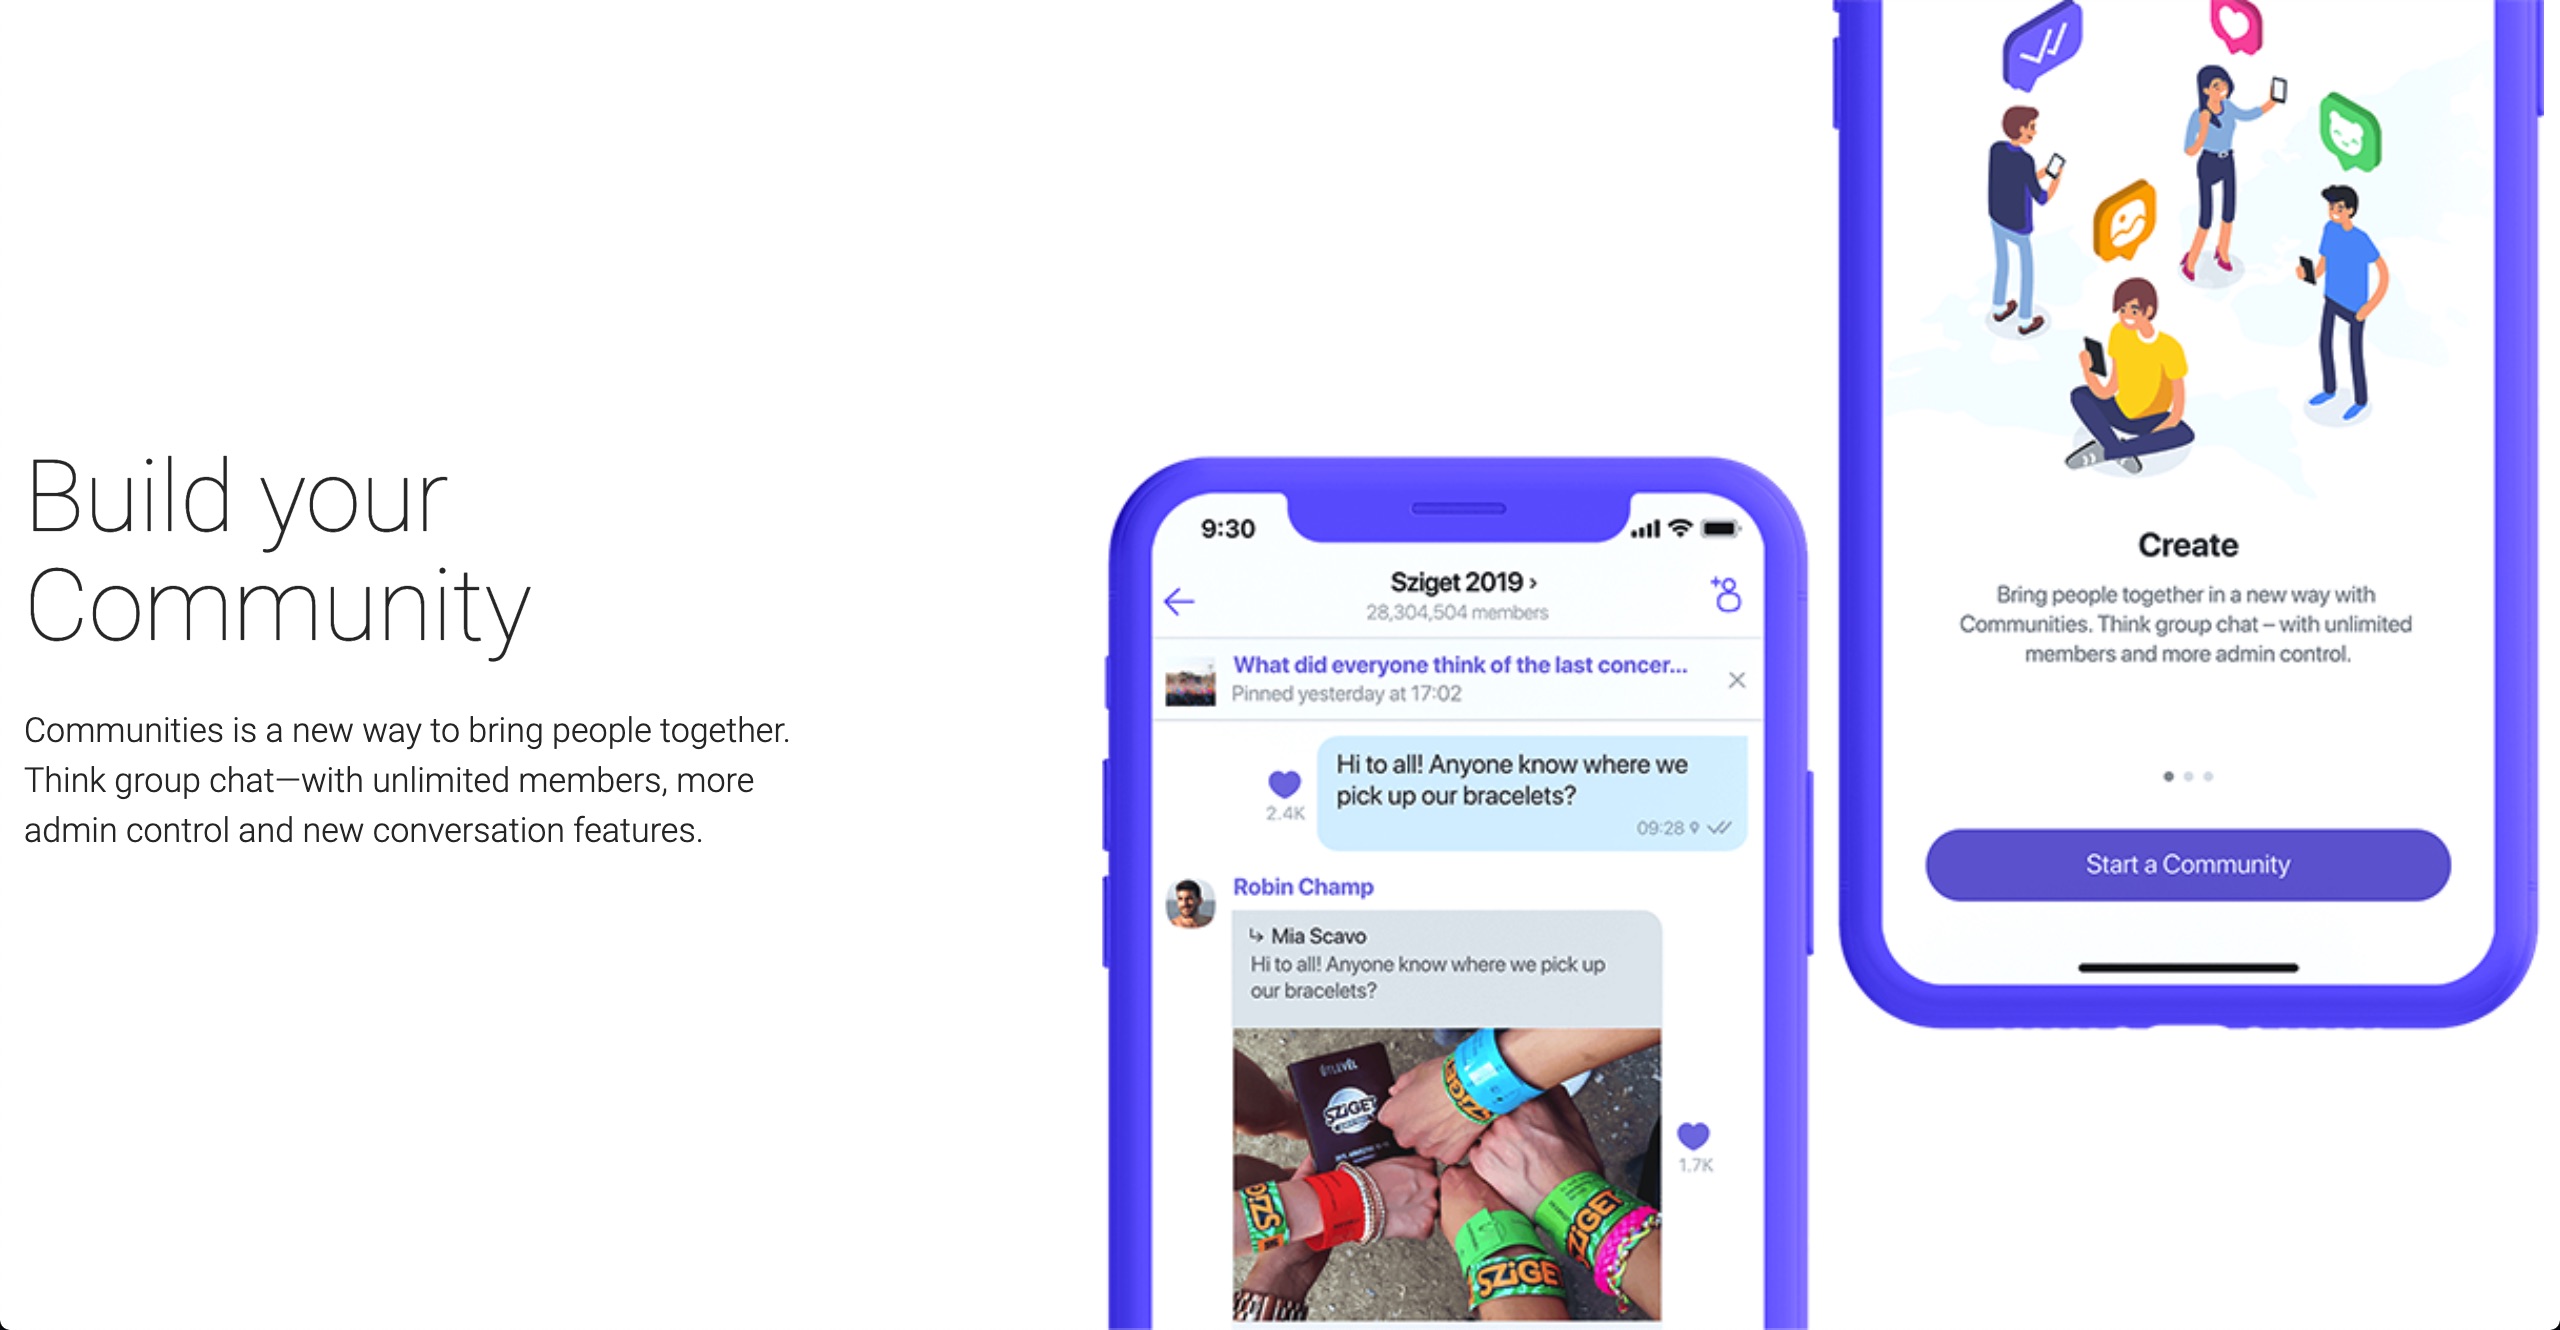 Build your
Community
Communities is a new way to bring people together.
Think group chat—with unlimited members, more
admin control and new conversation features.
9:30
Sziget 2019 ›
28,304,504 members
What did everyone think of the last concer...
Pinned yesterday at 17:02
Hi to all! Anyone know where we
pick up our bracelets?
09:28
2.4K
Robin Champ
Mia Scavo
Hi to all! Anyone know where we pick up
our bracelets?
ÚTLEVÉL
SZIGET
SZIGET
SZIGE
1.7K
Create
Bring people together in a new way with
Communities. Think group chat – with unlimited
members and more admin control.
Start a Community